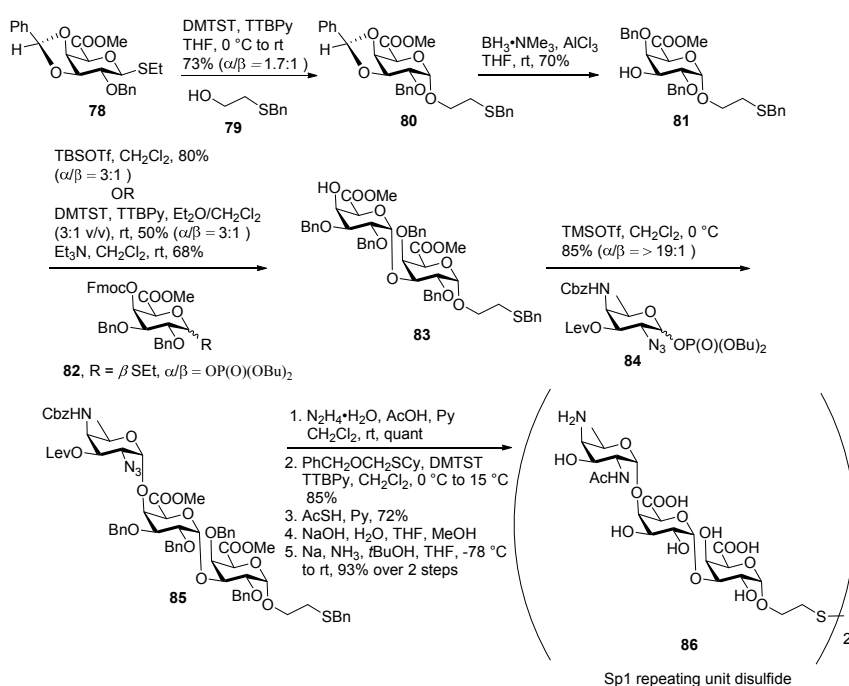 Ph
O
H
O
COOMe
O
SEt
OBn
78
DMTST, TTBPy
THF, 0 °C to rt
73% (α/β = 1.7:1 )
HO
SBn
79
Ph
O
H
O
COOMe
O
BnO
O
SBn
80
BH₃•NMe₃, AlCl₃
THF, rt, 70%
BnO
COOMe
O
HO
BnO
O
SBn
81
TBSOTf, CH₂Cl₂, 80%
(α/β = 3:1 )
OR
DMTST, TTBPy, Et₂O/CH₂Cl₂
(3:1 v/v), rt, 50% (α/β = 3:1 )
Et₃N, CH₂Cl₂, rt, 68%
FmocO
COOMe
O
BnO
BnO
R
82, R = β SEt, α/β = OP(O)(OBu)₂
HO
COOMe
O
BnO
BnO
OBn
COOMe
O
O
BnO
O
SBn
83
TMSOTf, CH₂Cl₂, 0 °C
85% (α/β = > 19:1 )
CbzHN
O
LevO
N₃
OP(O)(OBu)₂
84
CbzHN
O
LevO
N₃
O
COOMe
O
BnO
BnO
OBn
COOMe
O
O
BnO
O
SBn
85
1. N₂H₄•H₂O, AcOH, Py
CH₂Cl₂, rt, quant
2. PhCH₂OCH₂SCy, DMTST
TTBPy, CH₂Cl₂, 0 °C to 15 °C
85%
3. AcSH, Py, 72%
4. NaOH, H₂O, THF, MeOH
5. Na, NH₃, tBuOH, THF, -78 °C
to rt, 93% over 2 steps
H₂N
O
HO
AcHN
O
COOH
O
HO
HO
OH
COOH
O
O
HO
O
S
2
86
Sp1 repeating unit disulfide